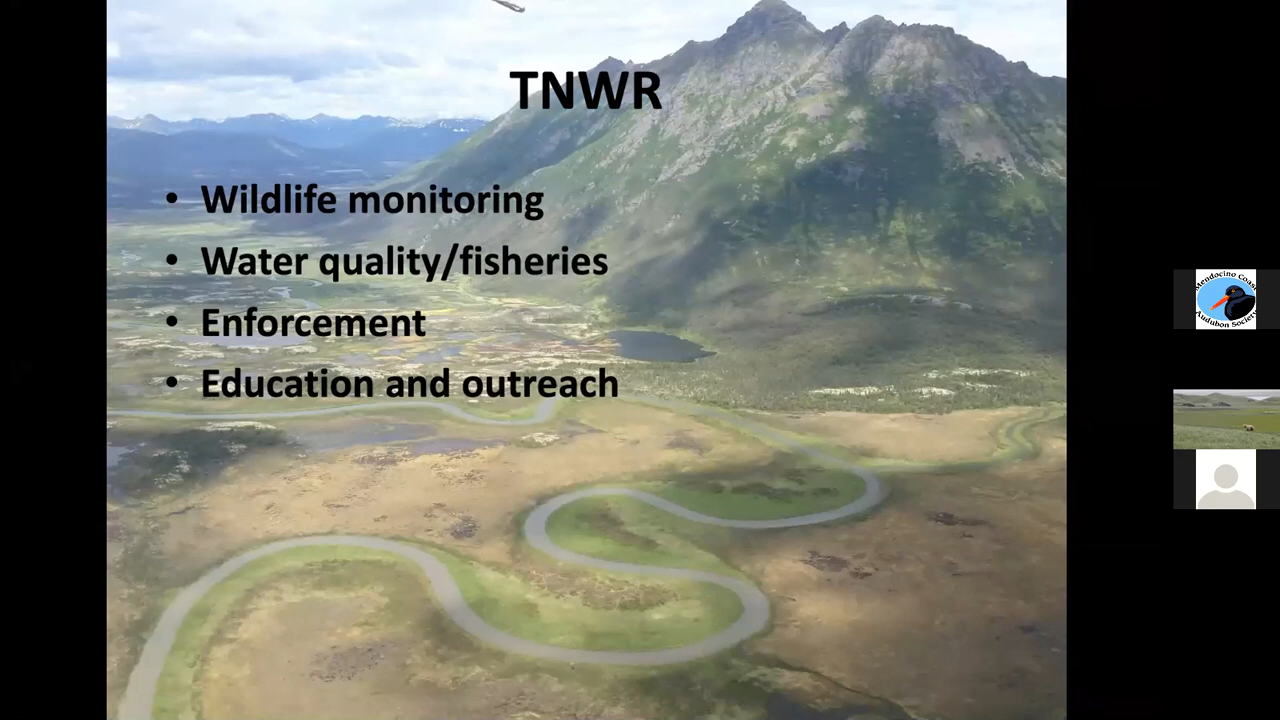 TNWR
• Wildlife monitoring
• Water quality/fisheries
• Enforcement
• Education and outreach
Mendocino Coast
Audubon Society